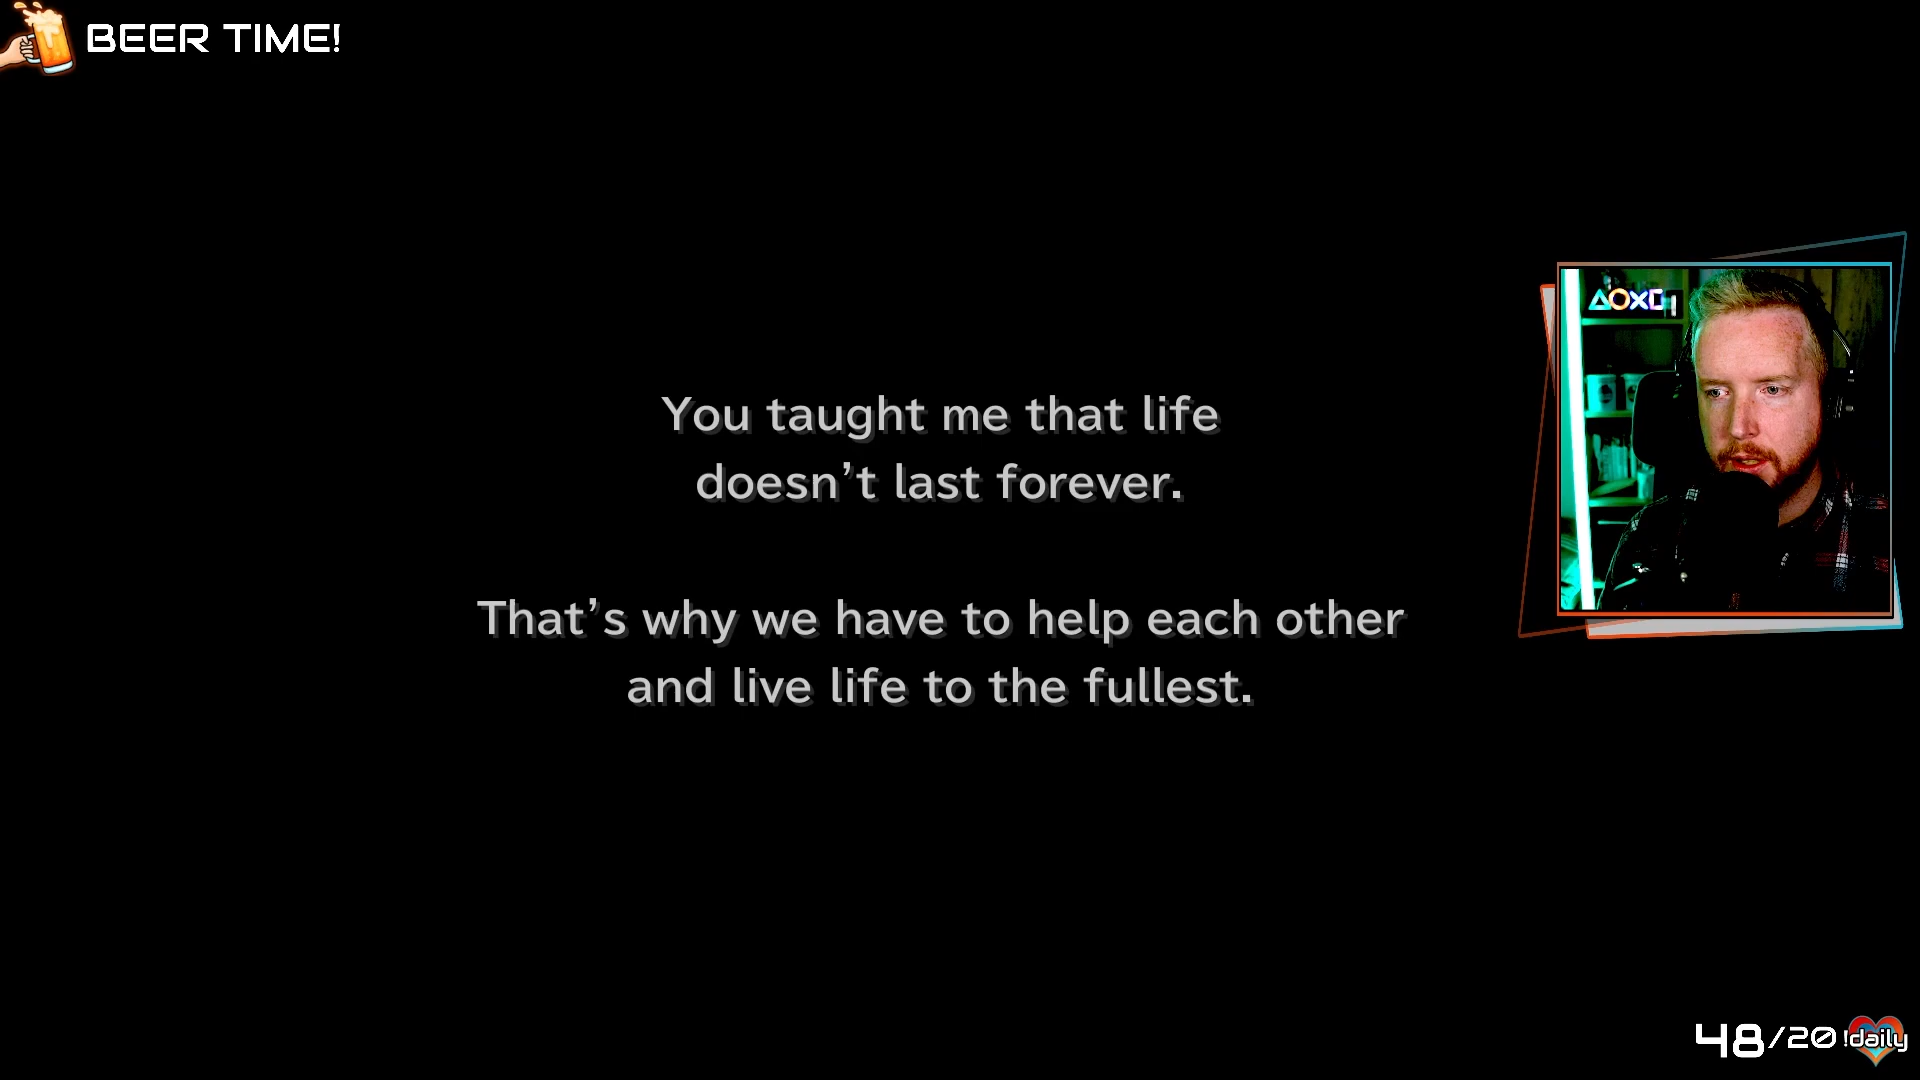 BEER TIME!
You taught me that life
doesn’t last forever.
That’s why we have to help each other
and live life to the fullest.
48/20 !daily